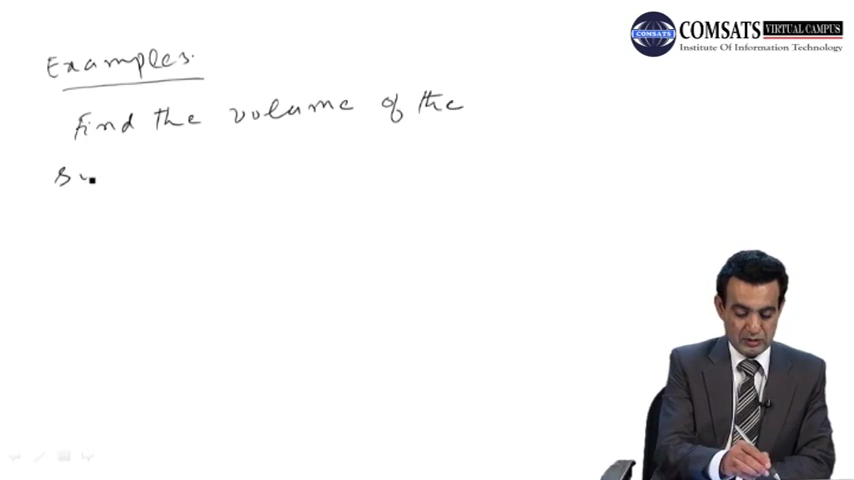 COMSATS VIRTUAL CAMPUS
COMSATS
Institute Of Information Technology
Examples.
Find the volume of the